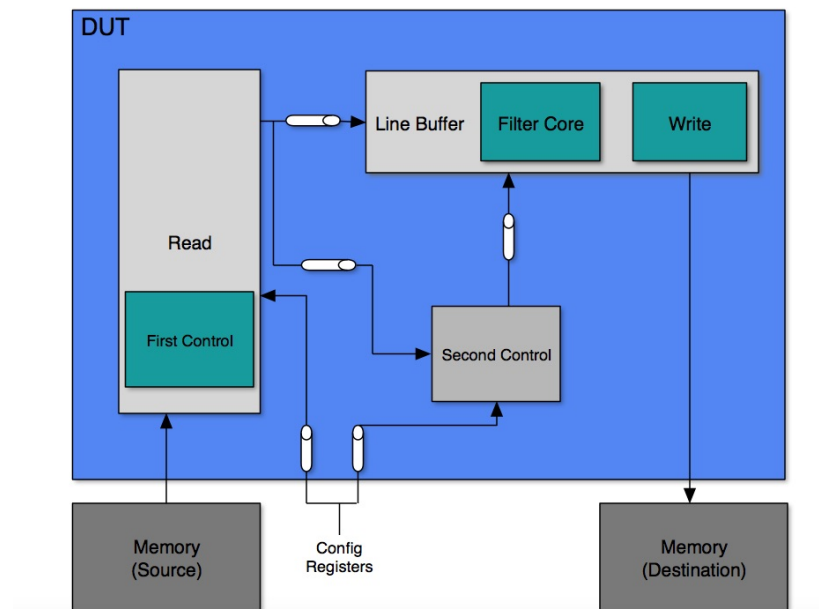 DUT
Line Buffer
Filter Core
Write
Read
First Control
Second Control
Memory
(Source)
Config
Registers
Memory
(Destination)